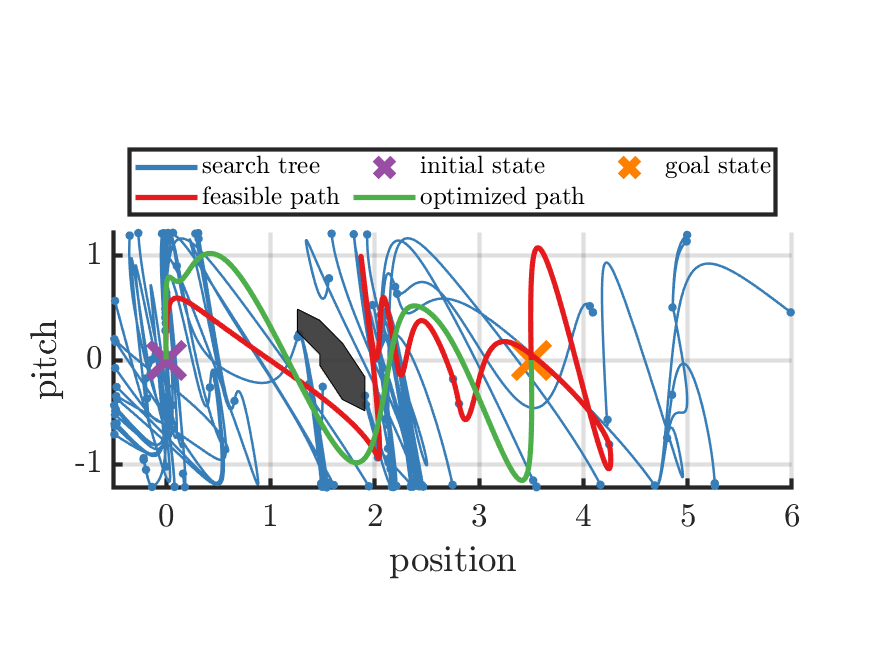 search tree initial state goal state
feasible path optimized path
1
0
-1
pitch
0 1 2 3 4 5 6
position